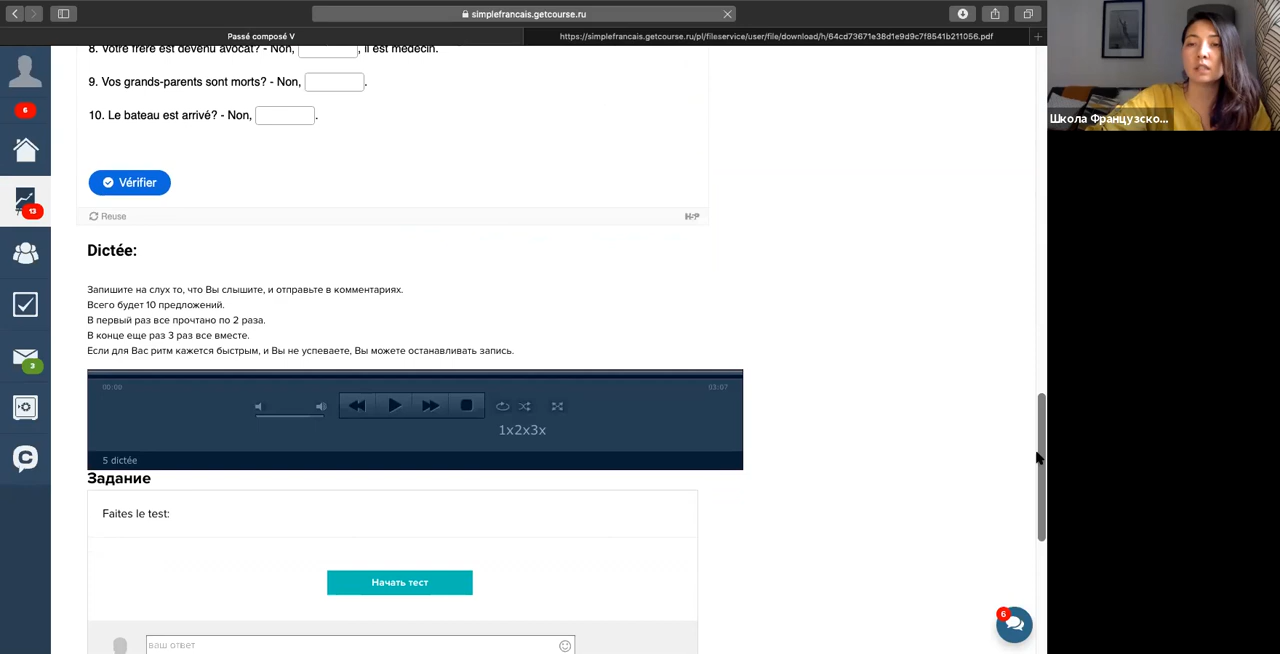 simplefrancais.getcourse.ru
Passé composé V
https://simplefrancais.getcourse.ru/pl/fileservice/user/file/download/h/64cd73671e38d1e9d9c7f8541b211056.pdf
8. Votre frère est devenu avocat? - Non, , il est médecin.
9. Vos grands-parents sont morts? - Non, .
10. Le bateau est arrivé? - Non, .
Vérifier
Reuse
H5P
Dictée:
Запишите на слух то, что Вы слышите, и отправьте в комментариях.
Всего будет 10 предложений.
В первый раз все прочтано по 2 раза.
В конце еще раз 3 раз все вместе.
Если для Вас ритм кажется быстрым, и Вы не успеваете, Вы можете останавливать запись.
00:00
03:07
1x2x3x
5 dictée
Задание
Faites le test:
Начать тест
ваш ответ
6
13
3
6
Школа Французско...